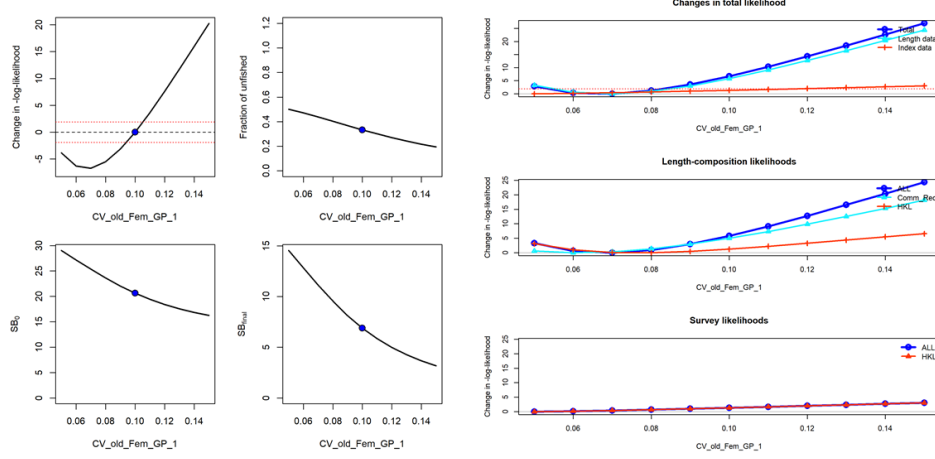 Change in -log-likelihood
20
15
10
5
0
-5
0.06 0.08 0.10 0.12 0.14
CV_old_Fem_GP_1
Fraction of unfished
1.2
1.0
0.8
0.6
0.4
0.2
0.0
0.06 0.08 0.10 0.12 0.14
CV_old_Fem_GP_1
SB0
30
25
20
15
10
5
0
0.06 0.08 0.10 0.12 0.14
CV_old_Fem_GP_1
SBfinal
15
10
5
0
0.06 0.08 0.10 0.12 0.14
CV_old_Fem_GP_1
Changes in total likelihood
Change in -log-likelihood
25
20
15
10
5
0
Total
Length data
Index data
0.06 0.08 0.10 0.12 0.14
CV_old_Fem_GP_1
Length-composition likelihoods
Change in -log-likelihood
25
20
15
10
5
0
ALL
Comm_Rec
HKL
0.06 0.08 0.10 0.12 0.14
CV_old_Fem_GP_1
Survey likelihoods
Change in -log-likelihood
25
20
15
10
5
0
ALL
HKL
0.06 0.08 0.10 0.12 0.14
CV_old_Fem_GP_1